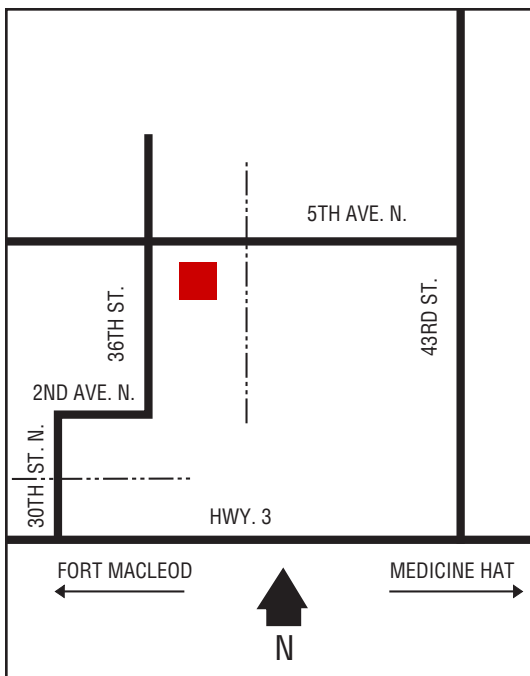 5TH AVE. N.
36TH ST.
43RD ST.
2ND AVE. N.
30TH ST. N.
HWY. 3
FORT MACLEOD
MEDICINE HAT
N